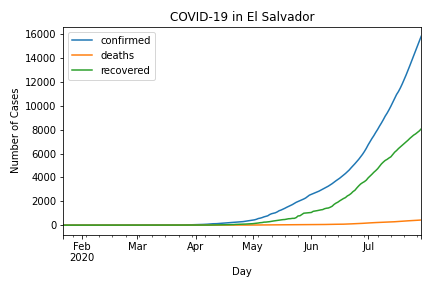 COVID-19 in El Salvador
confirmed
deaths
recovered
Number of Cases
16000
14000
12000
10000
8000
6000
4000
2000
0
Feb Mar Apr May Jun Jul
2020
Day